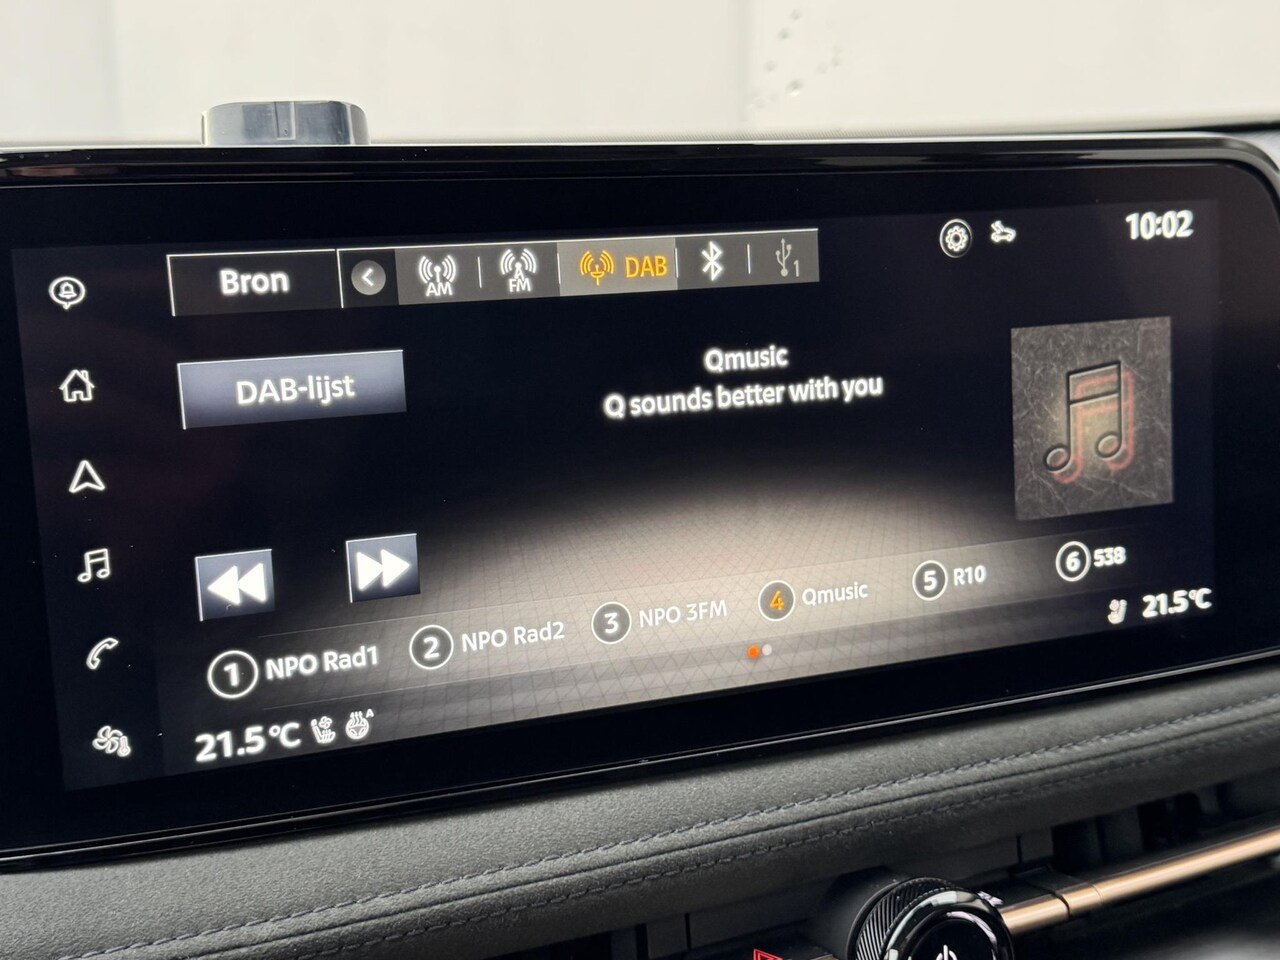 Bron
AM
FM
DAB
1
10:02
DAB-lijst
Qmusic
Q sounds better with you
1 NPO Rad1
2 NPO Rad2
3 NPO 3FM
4 Qmusic
5 R10
6 538
21.5°C
A
21.5°C